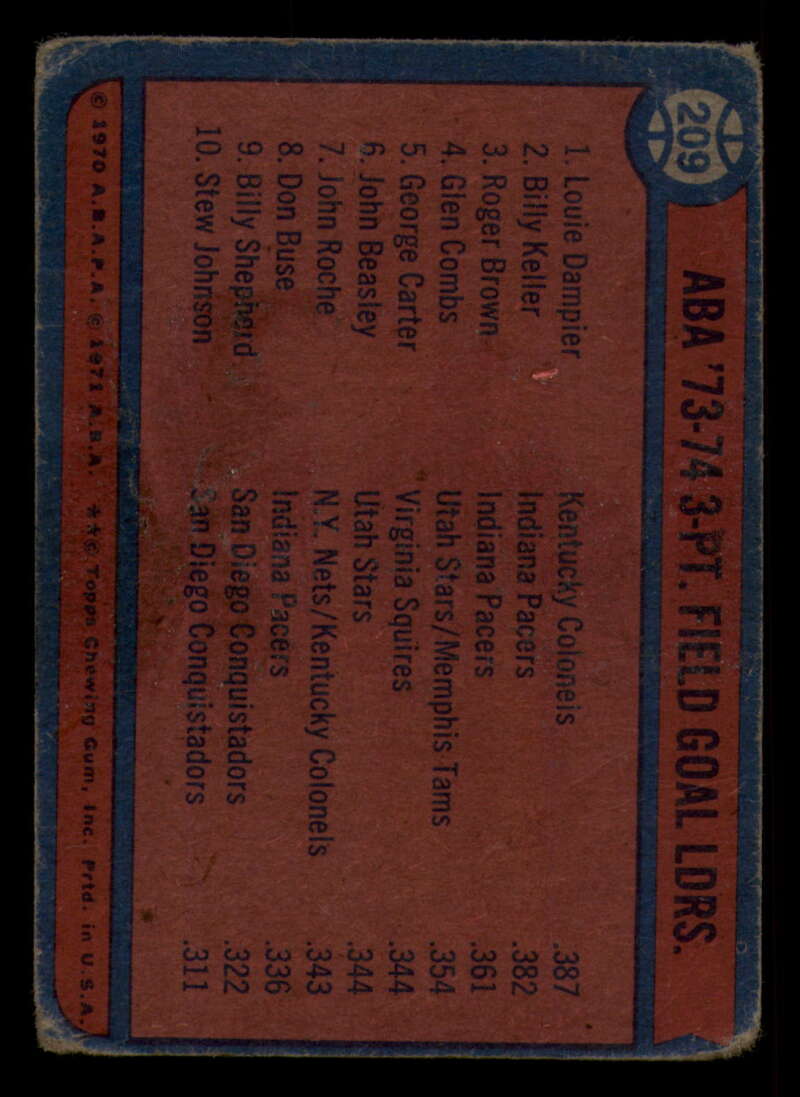 209
ABA '73-74 3-PT. FIELD GOAL LDRS.
1. Louie Dampier Kentucky Colonels .387
2. Billy Keller Indiana Pacers .382
3. Roger Brown Indiana Pacers .361
4. Glen Combs Utah Stars/Memphis Tams .354
5. George Carter Virginia Squires .344
6. John Beasley Utah Stars .344
7. John Roche N.Y. Nets/Kentucky Colonels .343
8. Don Buse Indiana Pacers .336
9. Billy Shepherd San Diego Conquistadors .322
10. Stew Johnson San Diego Conquistadors .311
© 1970 A.B.A.P.A. © 1971 A.B.A. ★★© Topps Chewing Gum, Inc. Prtd. in U.S.A.